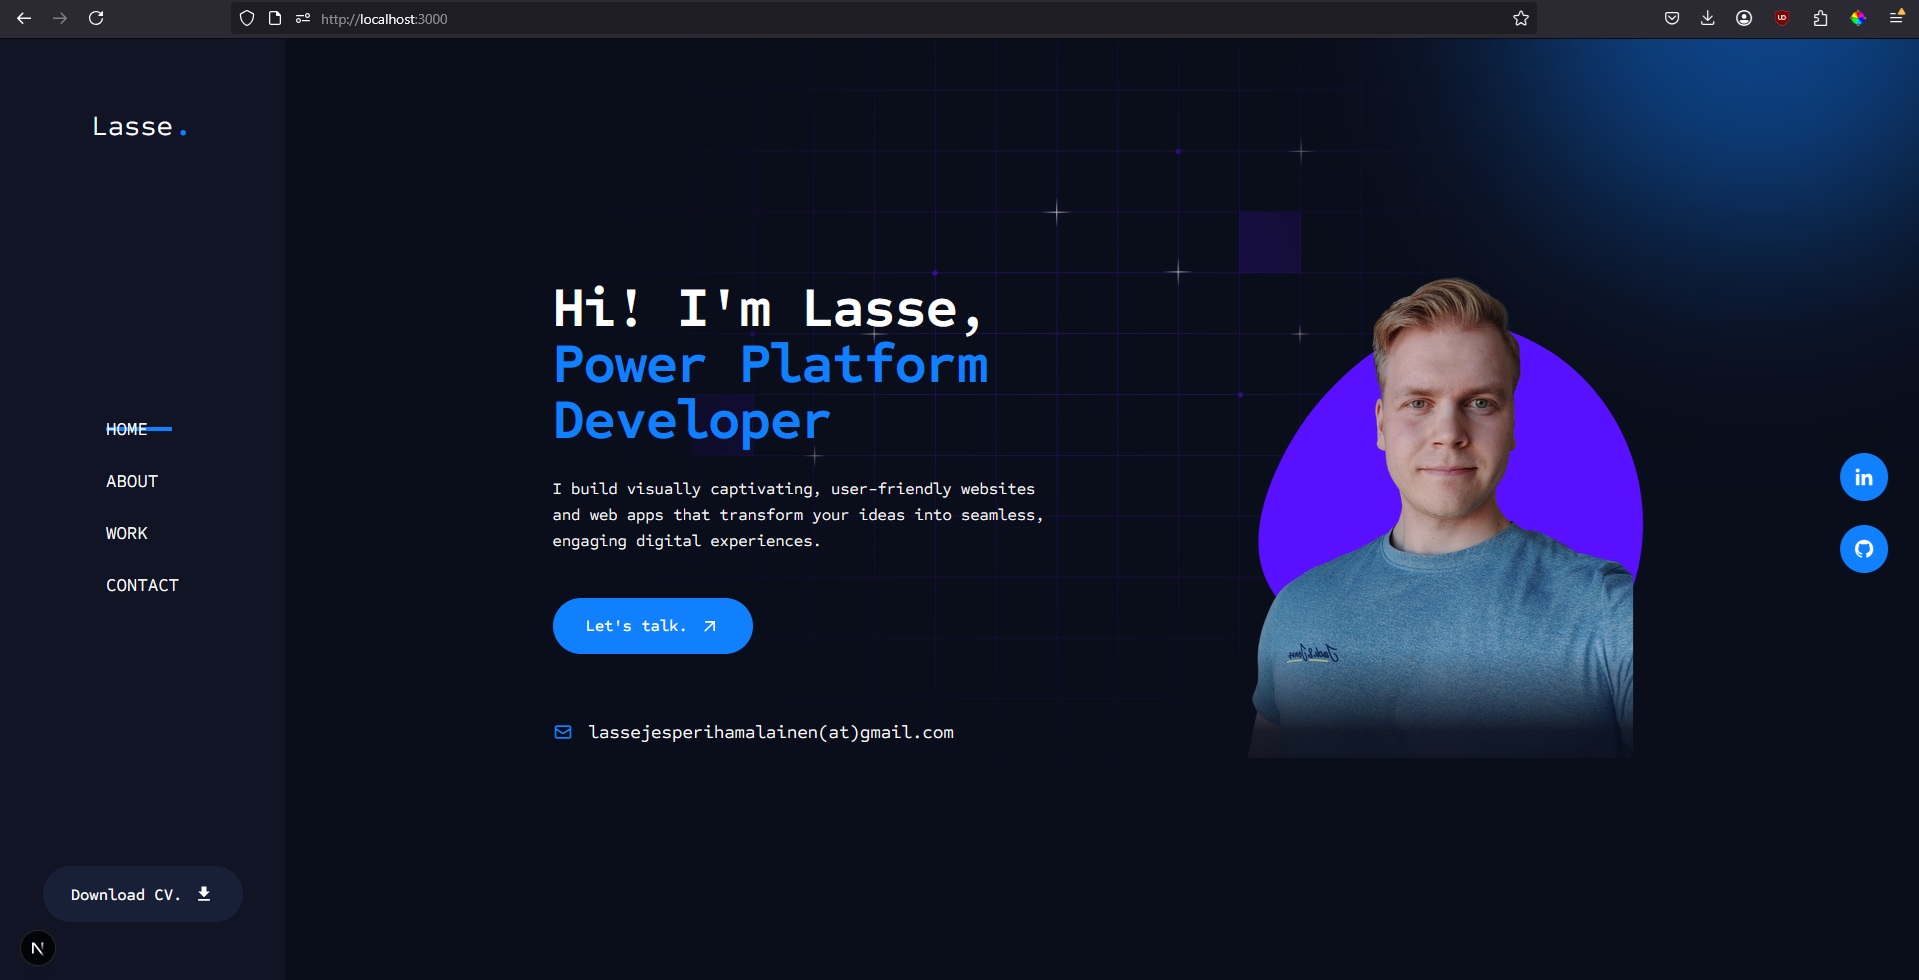 http://localhost:3000
Lasse.
HOME
ABOUT
WORK
CONTACT
Download CV.
N
Hi! I'm Lasse,
Power Platform
Developer
I build visually captivating, user-friendly websites
and web apps that transform your ideas into seamless,
engaging digital experiences.
Let's talk.
lassejesperihamalainen(at)gmail.com
Jack&Jones
in